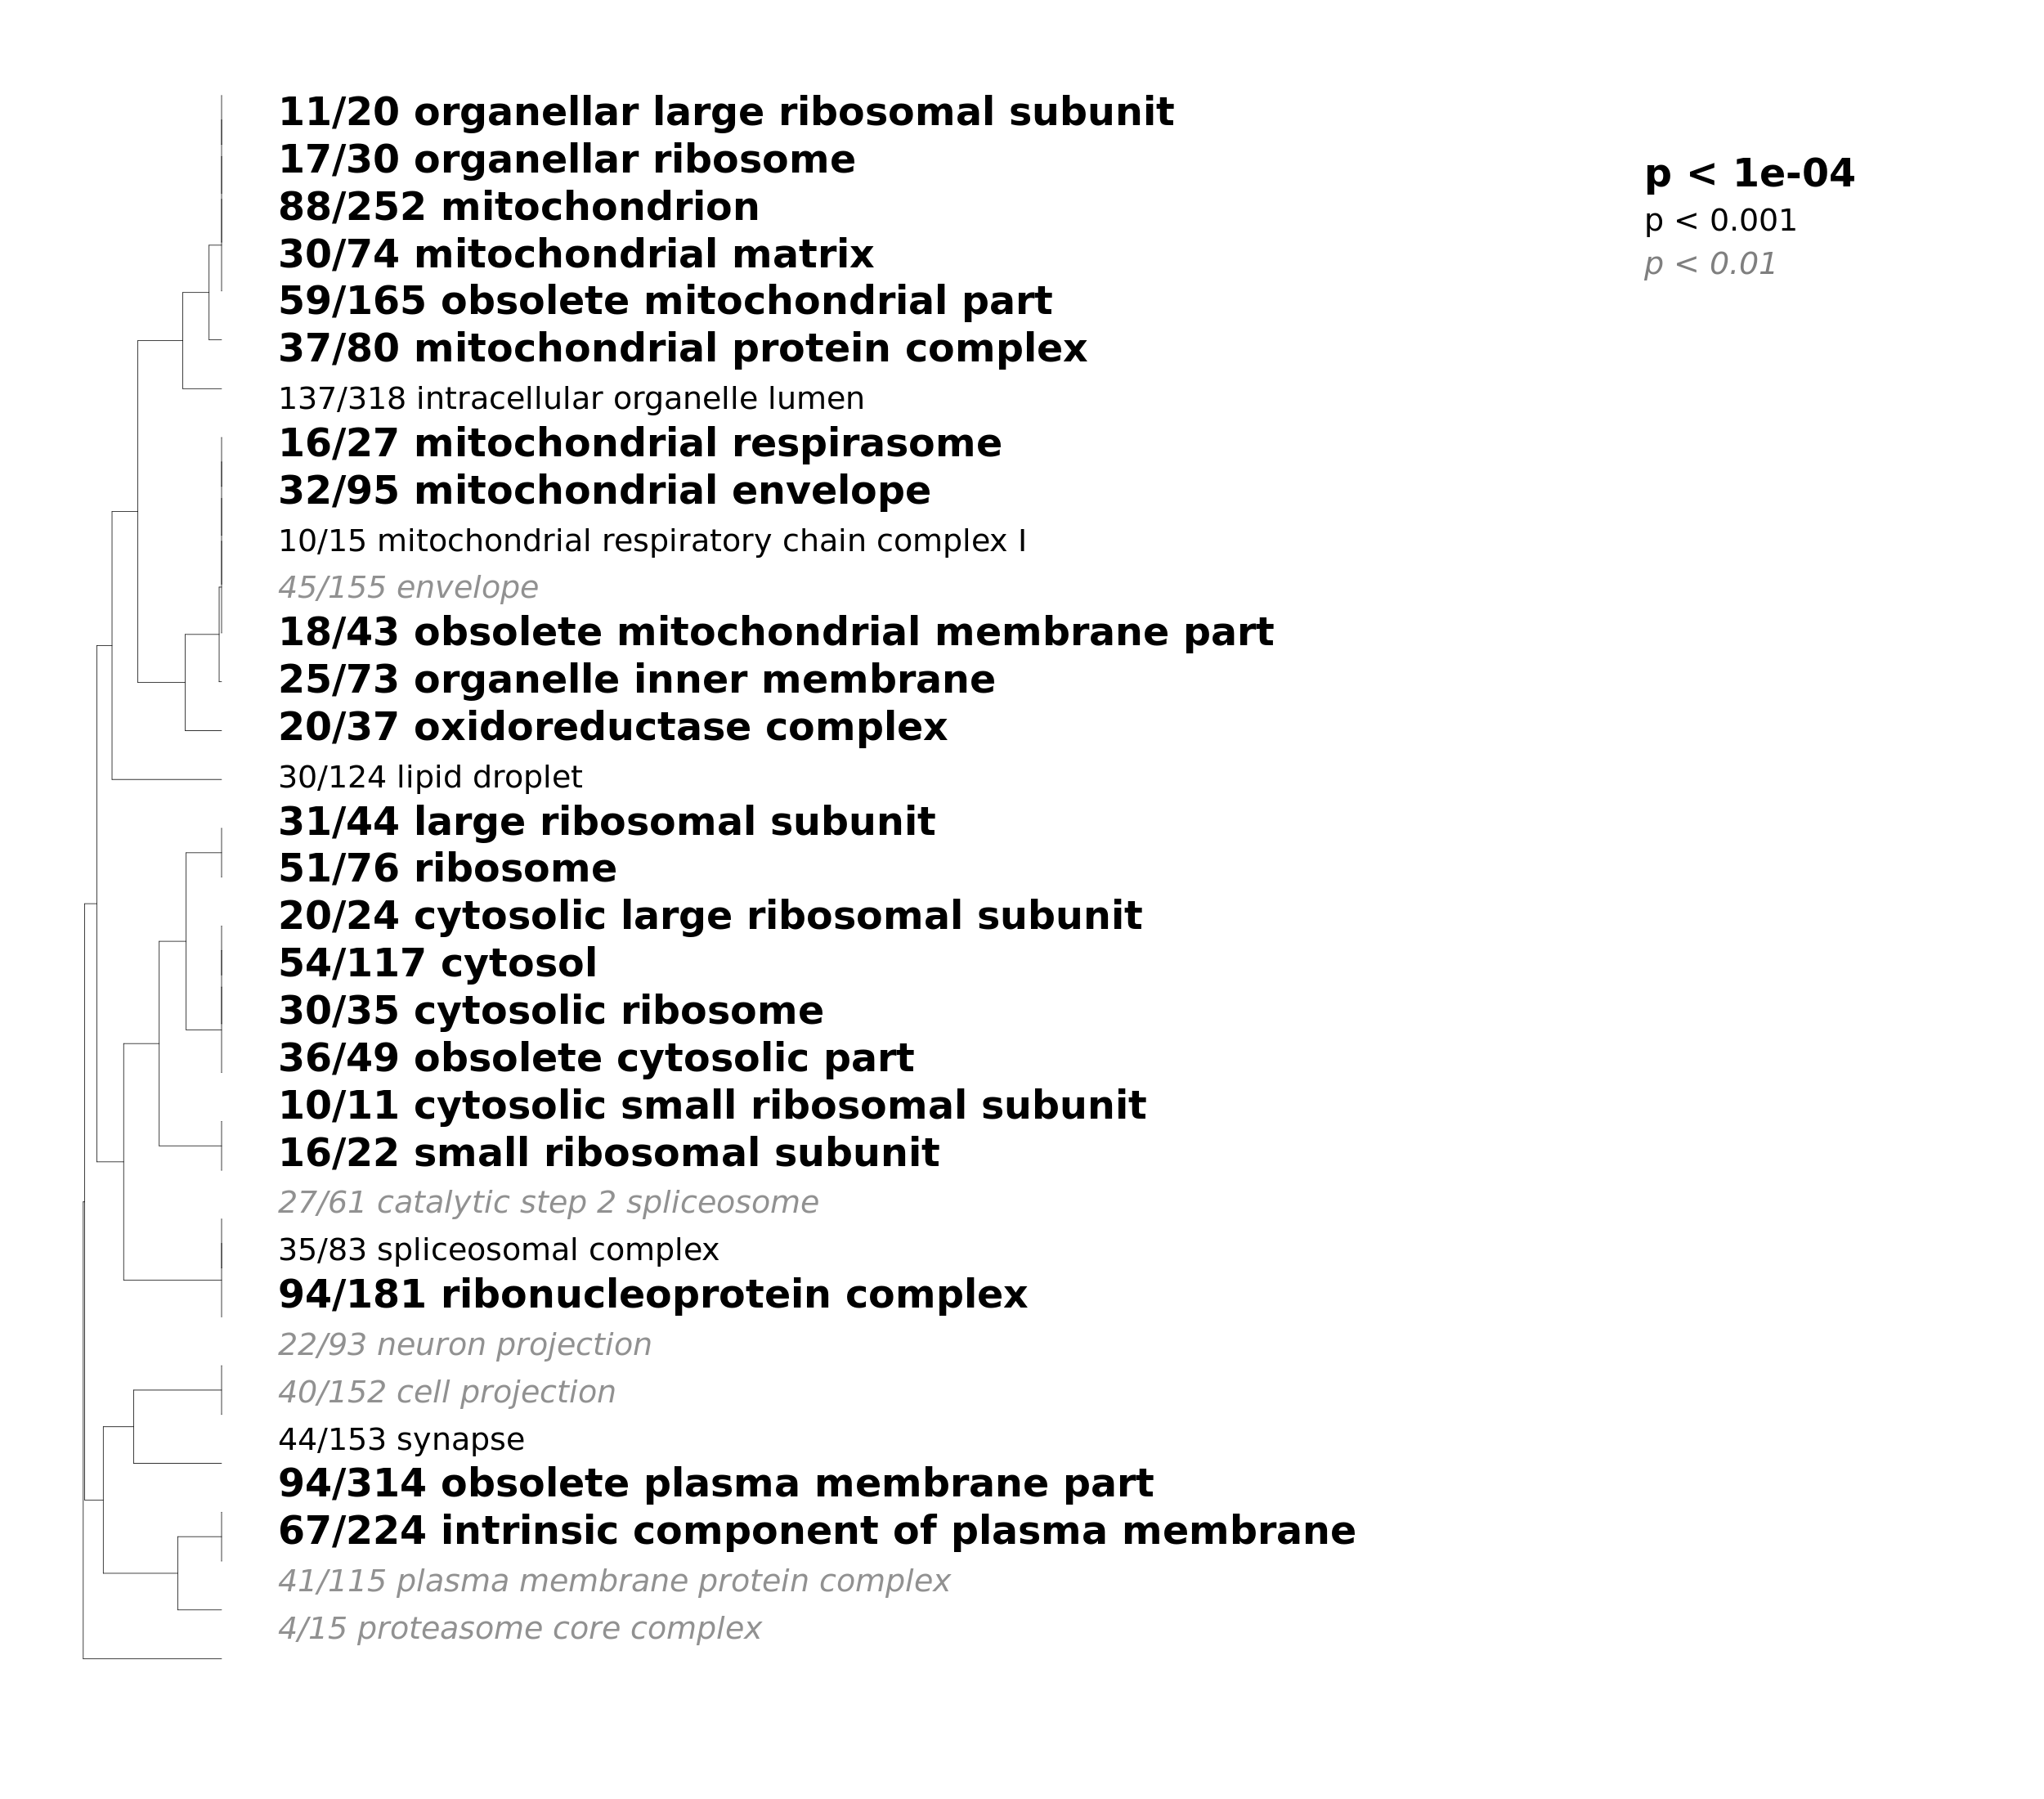 11/20 organellar large ribosomal subunit
17/30 organellar ribosome
88/252 mitochondrion
30/74 mitochondrial matrix
59/165 obsolete mitochondrial part
37/80 mitochondrial protein complex
137/318 intracellular organelle lumen
16/27 mitochondrial respirasome
32/95 mitochondrial envelope
10/15 mitochondrial respiratory chain complex I
45/155 envelope
18/43 obsolete mitochondrial membrane part
25/73 organelle inner membrane
20/37 oxidoreductase complex
30/124 lipid droplet
31/44 large ribosomal subunit
51/76 ribosome
20/24 cytosolic large ribosomal subunit
54/117 cytosol
30/35 cytosolic ribosome
36/49 obsolete cytosolic part
10/11 cytosolic small ribosomal subunit
16/22 small ribosomal subunit
27/61 catalytic step 2 spliceosome
35/83 spliceosomal complex
94/181 ribonucleoprotein complex
22/93 neuron projection
40/152 cell projection
44/153 synapse
94/314 obsolete plasma membrane part
67/224 intrinsic component of plasma membrane
41/115 plasma membrane protein complex
4/15 proteasome core complex
p < 1e-04
p < 0.001
p < 0.01